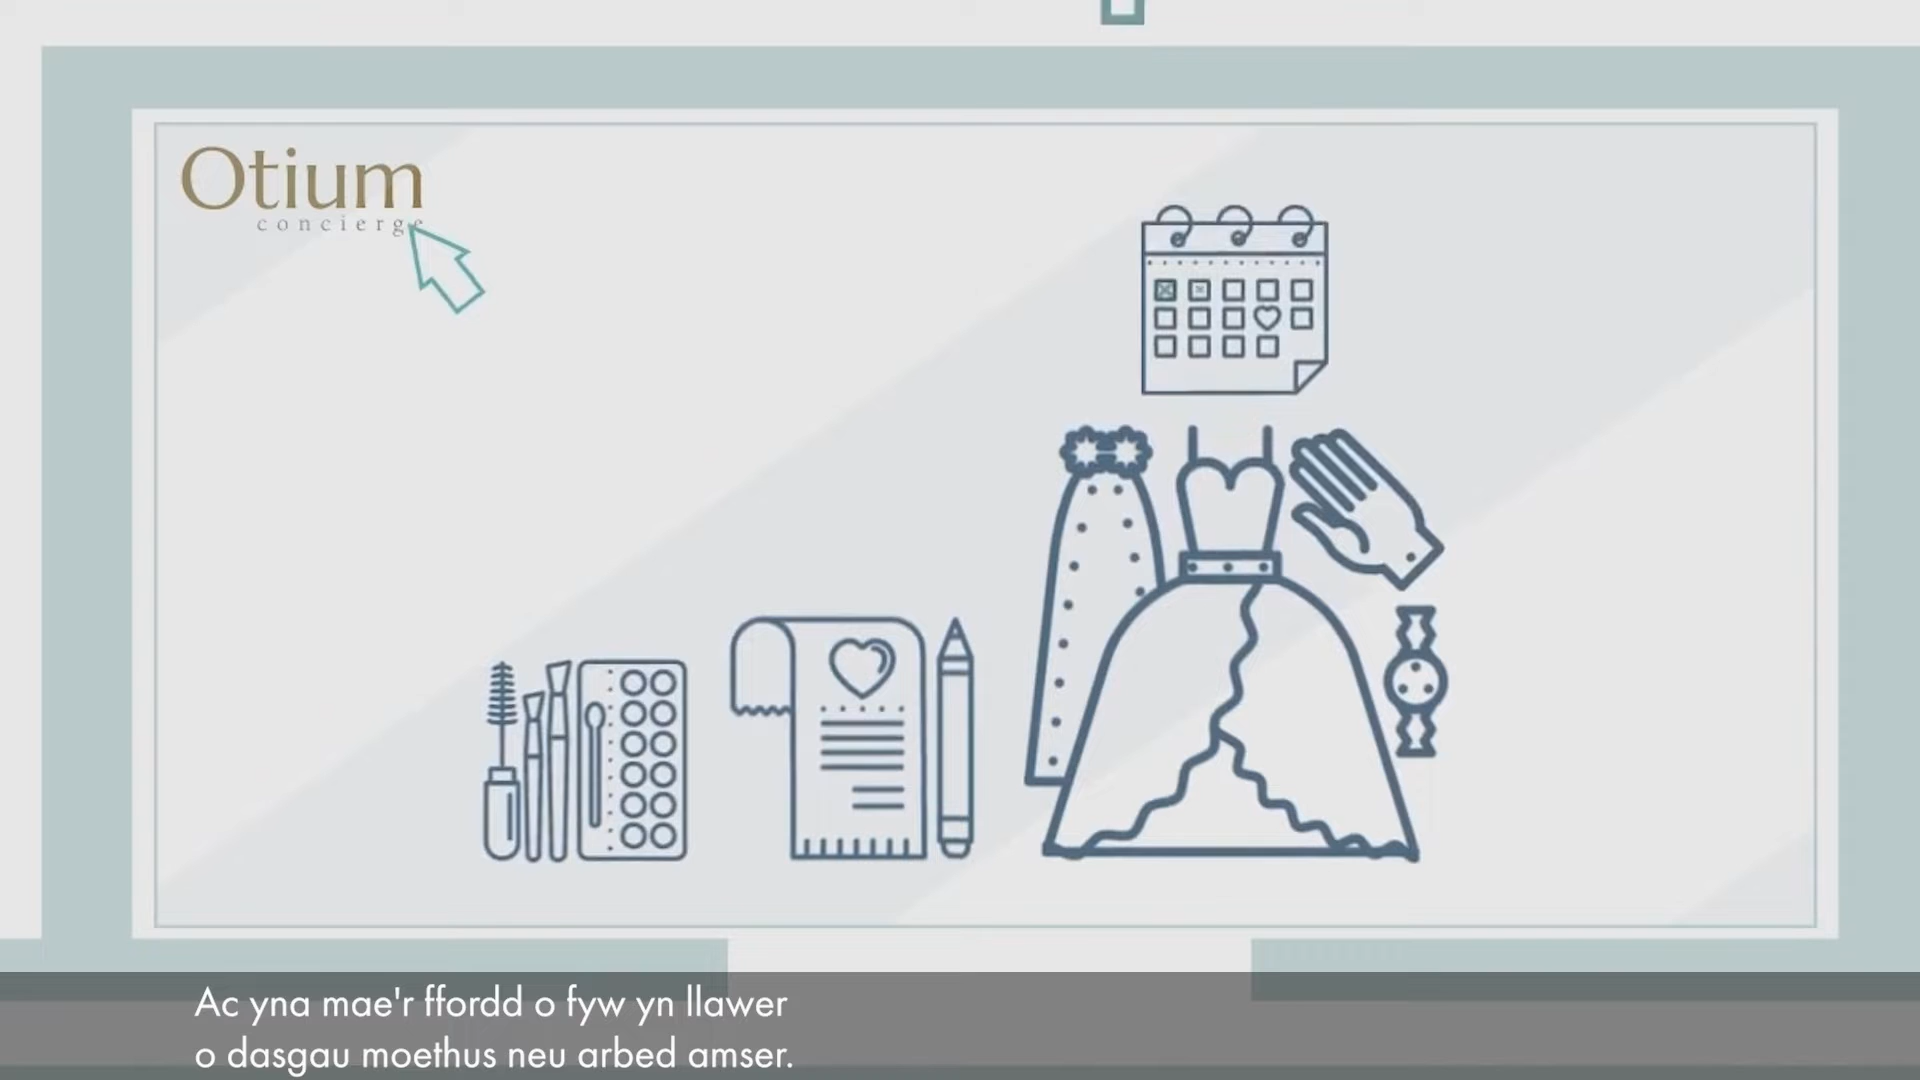 Otium
concierge
Ac yna mae'r ffordd o fyw yn llawer
o dasgau moethus neu arbed amser.